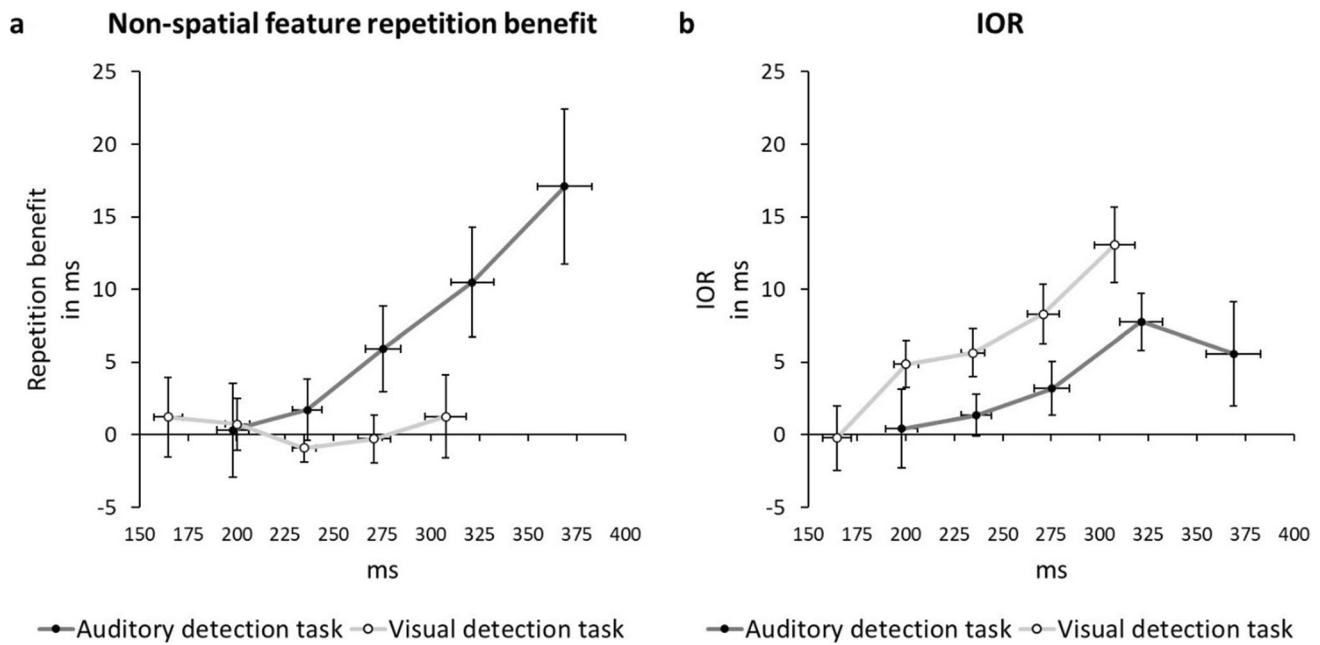 a Non-spatial feature repetition benefit
Repetition benefit
in ms
25
20
15
10
5
0
-5
150 175 200 225 250 275 300 325 350 375 400
ms
Auditory detection task Visual detection task
b IOR
IOR
in ms
25
20
15
10
5
0
-5
150 175 200 225 250 275 300 325 350 375 400
ms
Auditory detection task Visual detection task